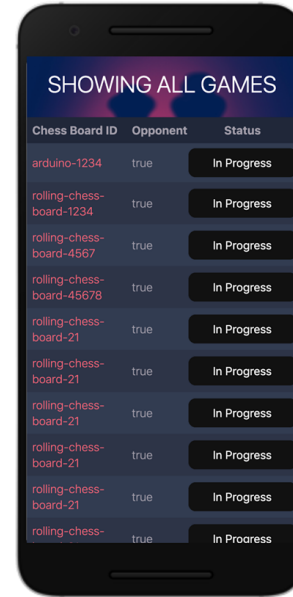 SHOWING ALL GAMES
Chess Board ID Opponent Status
arduino-1234 true In Progress
rolling-chess-
board-1234 true In Progress
rolling-chess-
board-4567 true In Progress
rolling-chess-
board-45678 true In Progress
rolling-chess-
board-21 true In Progress
rolling-chess-
board-21 true In Progress
rolling-chess-
board-21 true In Progress
rolling-chess-
board-21 true In Progress
rolling-chess-
board-21 true In Progress
rolling-chess- true In Progress